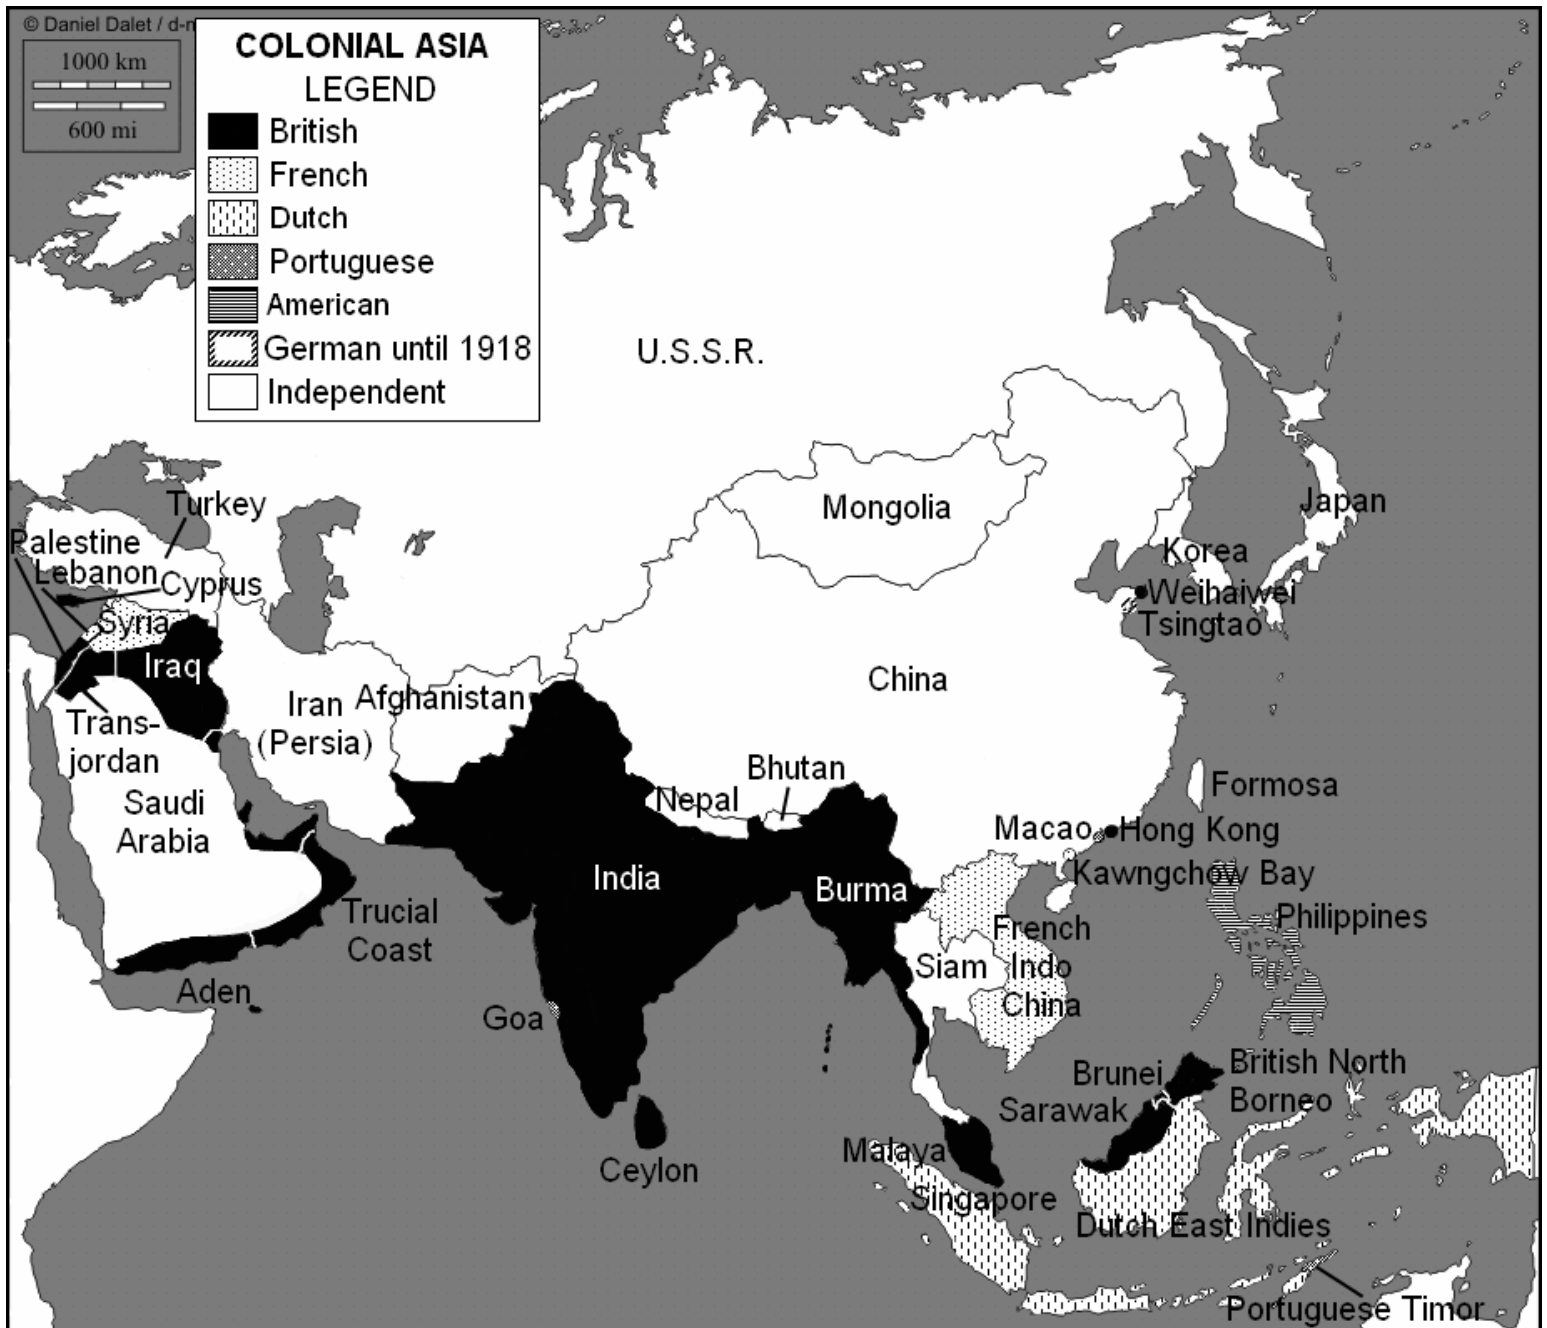 © Daniel Dalet / d-n
1000 km
600 mi
COLONIAL ASIA
LEGEND
British
French
Dutch
Portuguese
American
German until 1918
Independent
U.S.S.R.
Mongolia
Turkey
Palestine
Lebanon
Cyprus
Syria
Iraq
Japan
Korea
Weihaiwei
Tsingtao
Iran
(Persia)
Afghanistan
China
Trans-
jordan
Saudi
Arabia
Bhutan
Nepal
Formosa
Macao
Hong Kong
Kawngchow Bay
India
Burma
Trucial
Coast
Philippines
French
Indo
China
Siam
Aden
Goa
Brunei
British North
Borneo
Sarawak
Malaya
Ceylon
Singapore
Dutch East Indies
Portuguese Timor